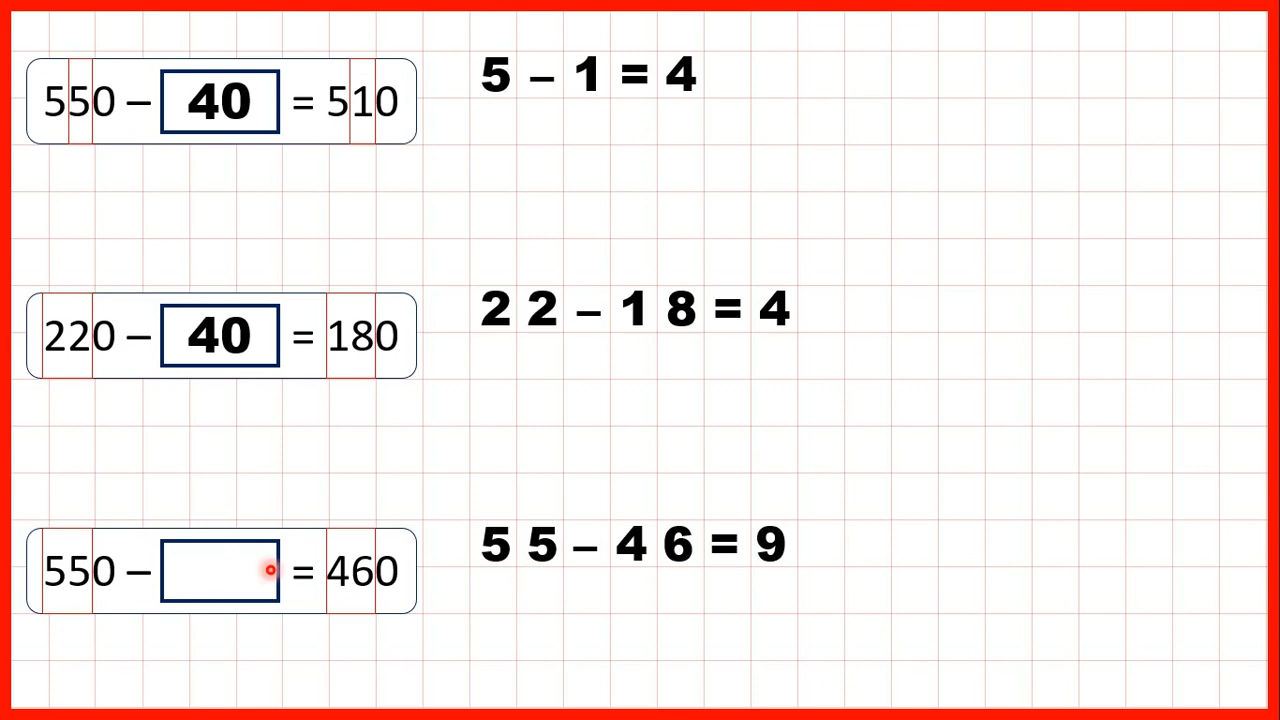 550 – 40 = 510
5 – 1 = 4
220 – 40 = 180
2 2 – 1 8 = 4
550 – = 460
5 5 – 4 6 = 9